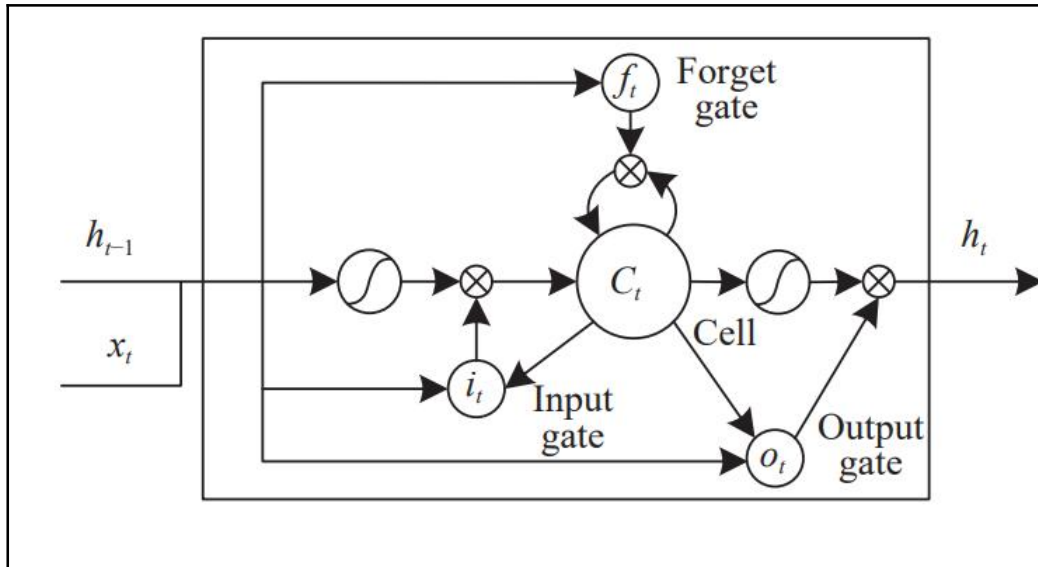 f_t
Forget
gate
h_{t-1}
h_t
C_t
x_t
Cell
i_t
Input
gate
Output
gate
o_t